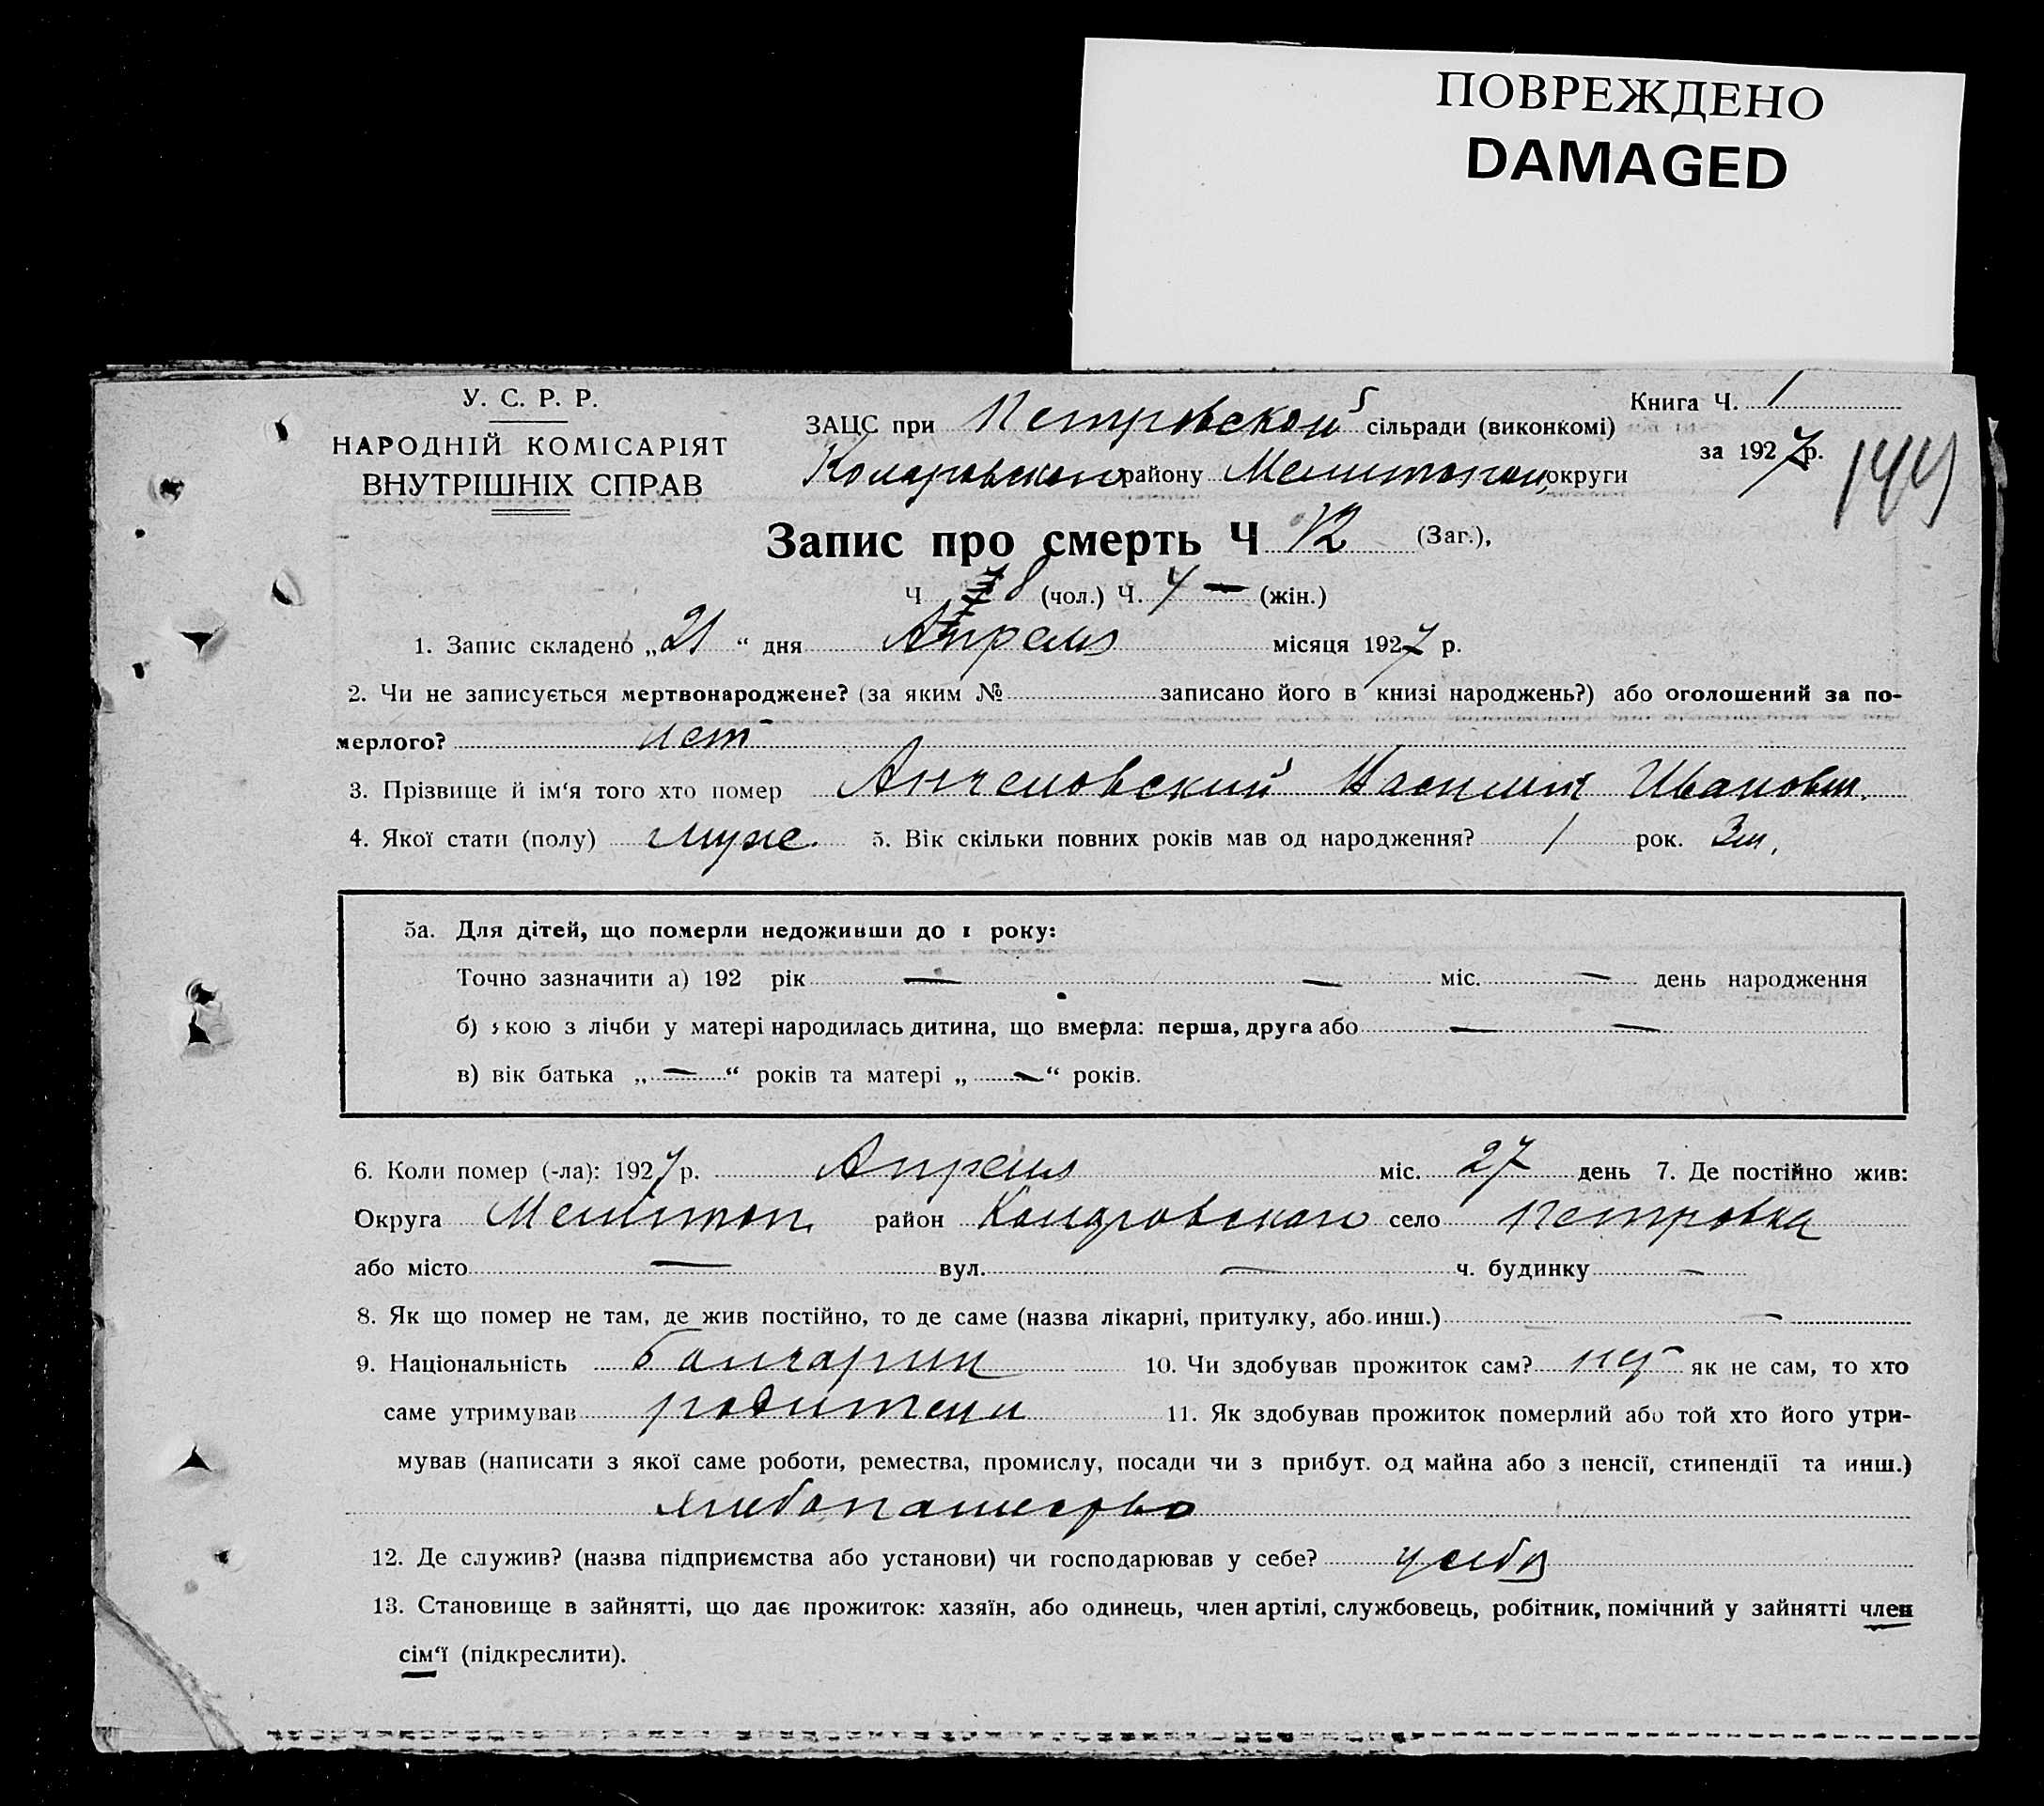 ПОВРЕЖДЕНО
DAMAGED
У. С. Р. Р.
НАРОДНІЙ КОМІСАРІЯТ
ВНУТРІШНІХ СПРАВ
ЗАЦС при Петровской сільради (виконкомі)
Коларовского району Мелитопол. округи
Книга Ч. 1
за 1927 р.
144
Запис про смерть Ч 12 (Заг.),
Ч 8 (чол.) Ч. 4 — (жін.)
1. Запис складено „21“ дня Апреля місяця 1927 р.
2. Чи не записується мертвонароджене? (за яким № записано його в книзі народжень?) або оголошений за по-
мерлого? нет
3. Прізвище й ім‘я того хто помер Ангеловский Василий Иванович.
4. Якої стати (полу) муже. 5. Вік скільки повних років мав од народження? 1 рок. 3м.
5а. Для дітей, що померли недоживши до 1 року:
Точно зазначити а) 192 рік — — міс. — день народження
б) якою з лічби у матері народилась дитина, що вмерла: перша, друга або — —
в) вік батька „—“ років та матері „—“ років.
6. Коли помер (-ла): 1927 р. Апреля міс. 27 день 7. Де постійно жив:
Округа Мелитоп. район Коларовского село Петровка
або місто — вул. — ч. будинку —
8. Як що помер не там, де жив постійно, то де саме (назва лікарні, притулку, або инш.) —
9. Національність болгарин 10. Чи здобував прожиток сам? нет як не сам, то хто
саме утримував родители 11. Як здобував прожиток померлий або той хто його утри-
мував (написати з якої саме роботи, ремества, промислу, посади чи з прибут. од майна або з пенсії, стипендії та инш.)
хлебопашество
12. Де служив? (назва підприємства або установи) чи господарював у себе? у себя
13. Становище в зайнятті, що дає прожиток: хазяїн, або одинець, член артілі, службовець, робітник, помічний у зайнятті член
сім‘ї (підкреслити).